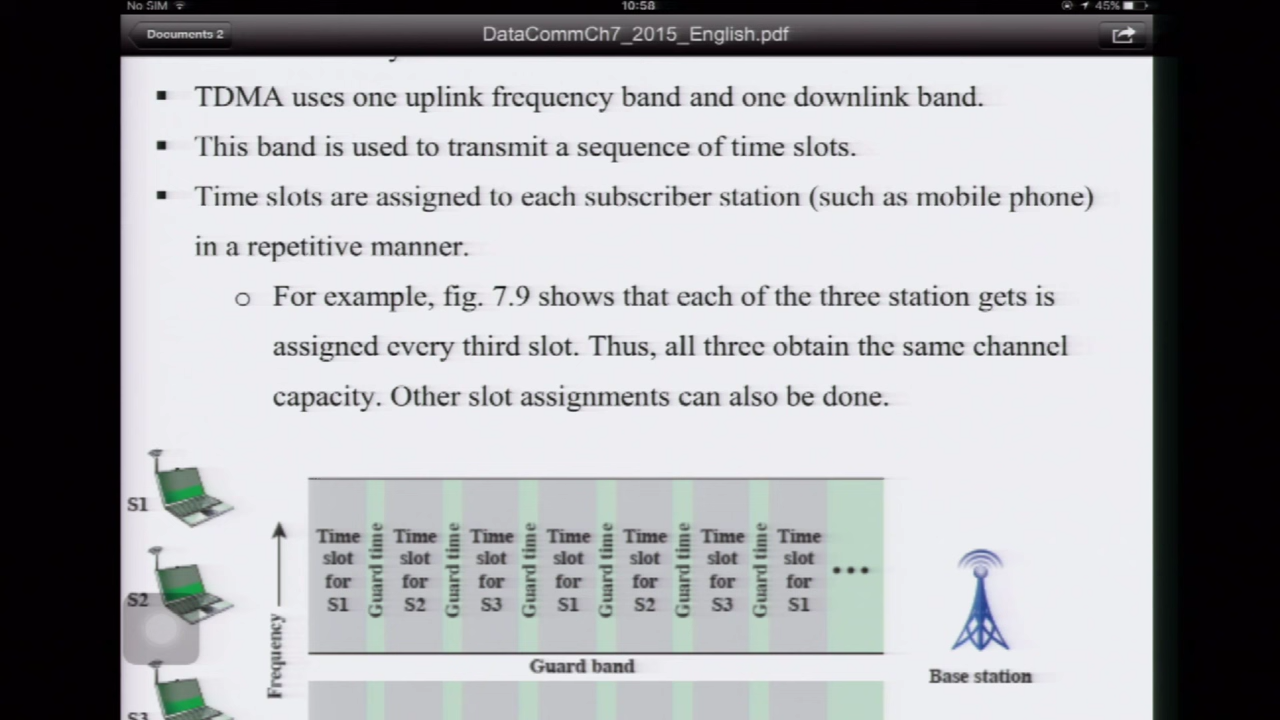 No SIM
10:58
45%
Documents 2
DataCommCh7_2015_English.pdf
▪ TDMA uses one uplink frequency band and one downlink band.
▪ This band is used to transmit a sequence of time slots.
▪ Time slots are assigned to each subscriber station (such as mobile phone)
in a repetitive manner.
o For example, fig. 7.9 shows that each of the three station gets is
assigned every third slot. Thus, all three obtain the same channel
capacity. Other slot assignments can also be done.
S1
S2
S3
Frequency
Time
slot
for
S1
Guard time
Time
slot
for
S2
Guard time
Time
slot
for
S3
Guard time
Time
slot
for
S1
Guard time
Time
slot
for
S2
Guard time
Time
slot
for
S3
Guard time
Time
slot
for
S1
•••
Guard band
Base station